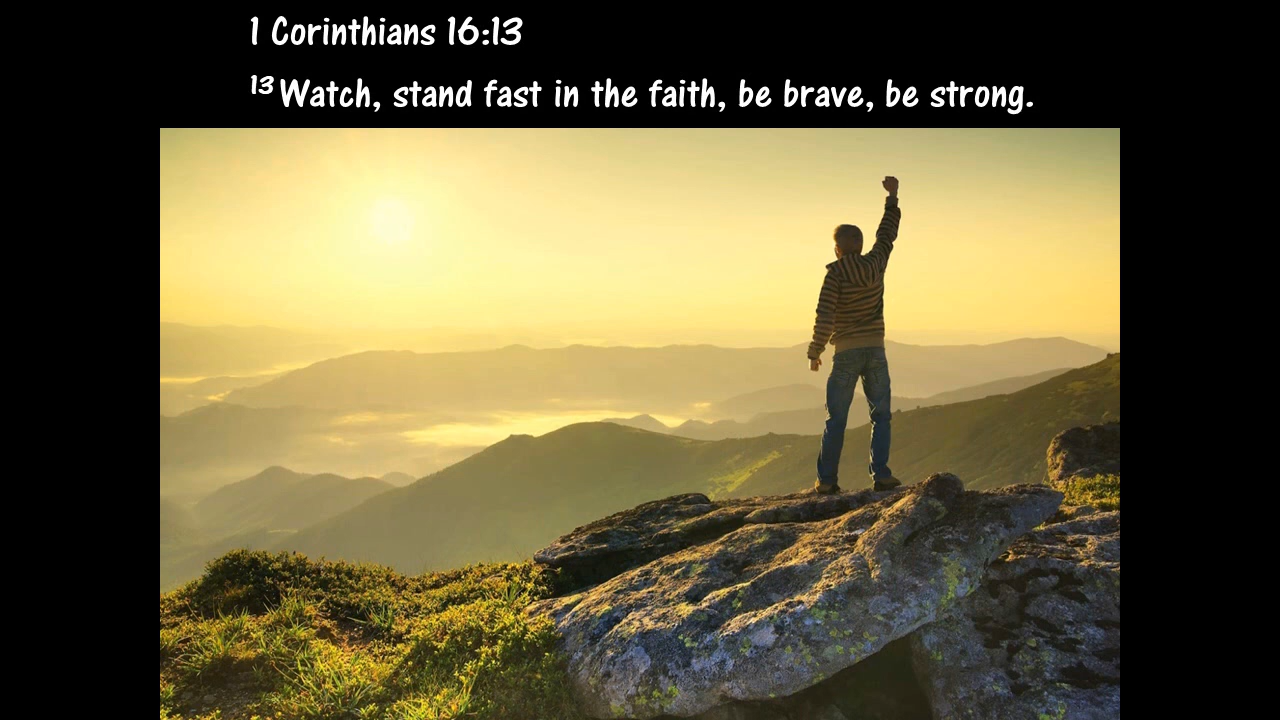 1 Corinthians 16:13
13 Watch, stand fast in the faith, be brave, be strong.